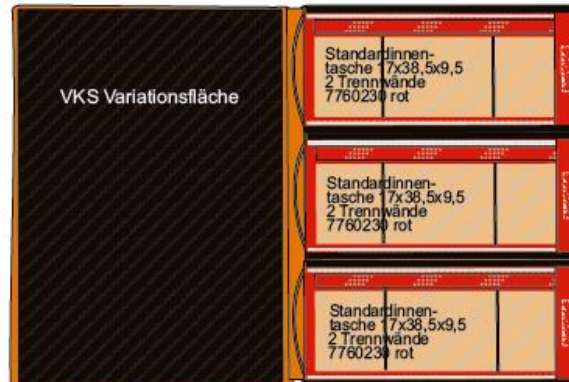 VKS Variationsfläche
Standardinnen-
tasche 17x38,5x9,5
2 Trennwände
7760230 rot
Standardinnen-
tasche 17x38,5x9,5
2 Trennwände
7760230 rot
Standardinnen-
tasche 17x38,5x9,5
2 Trennwände
7760230 rot